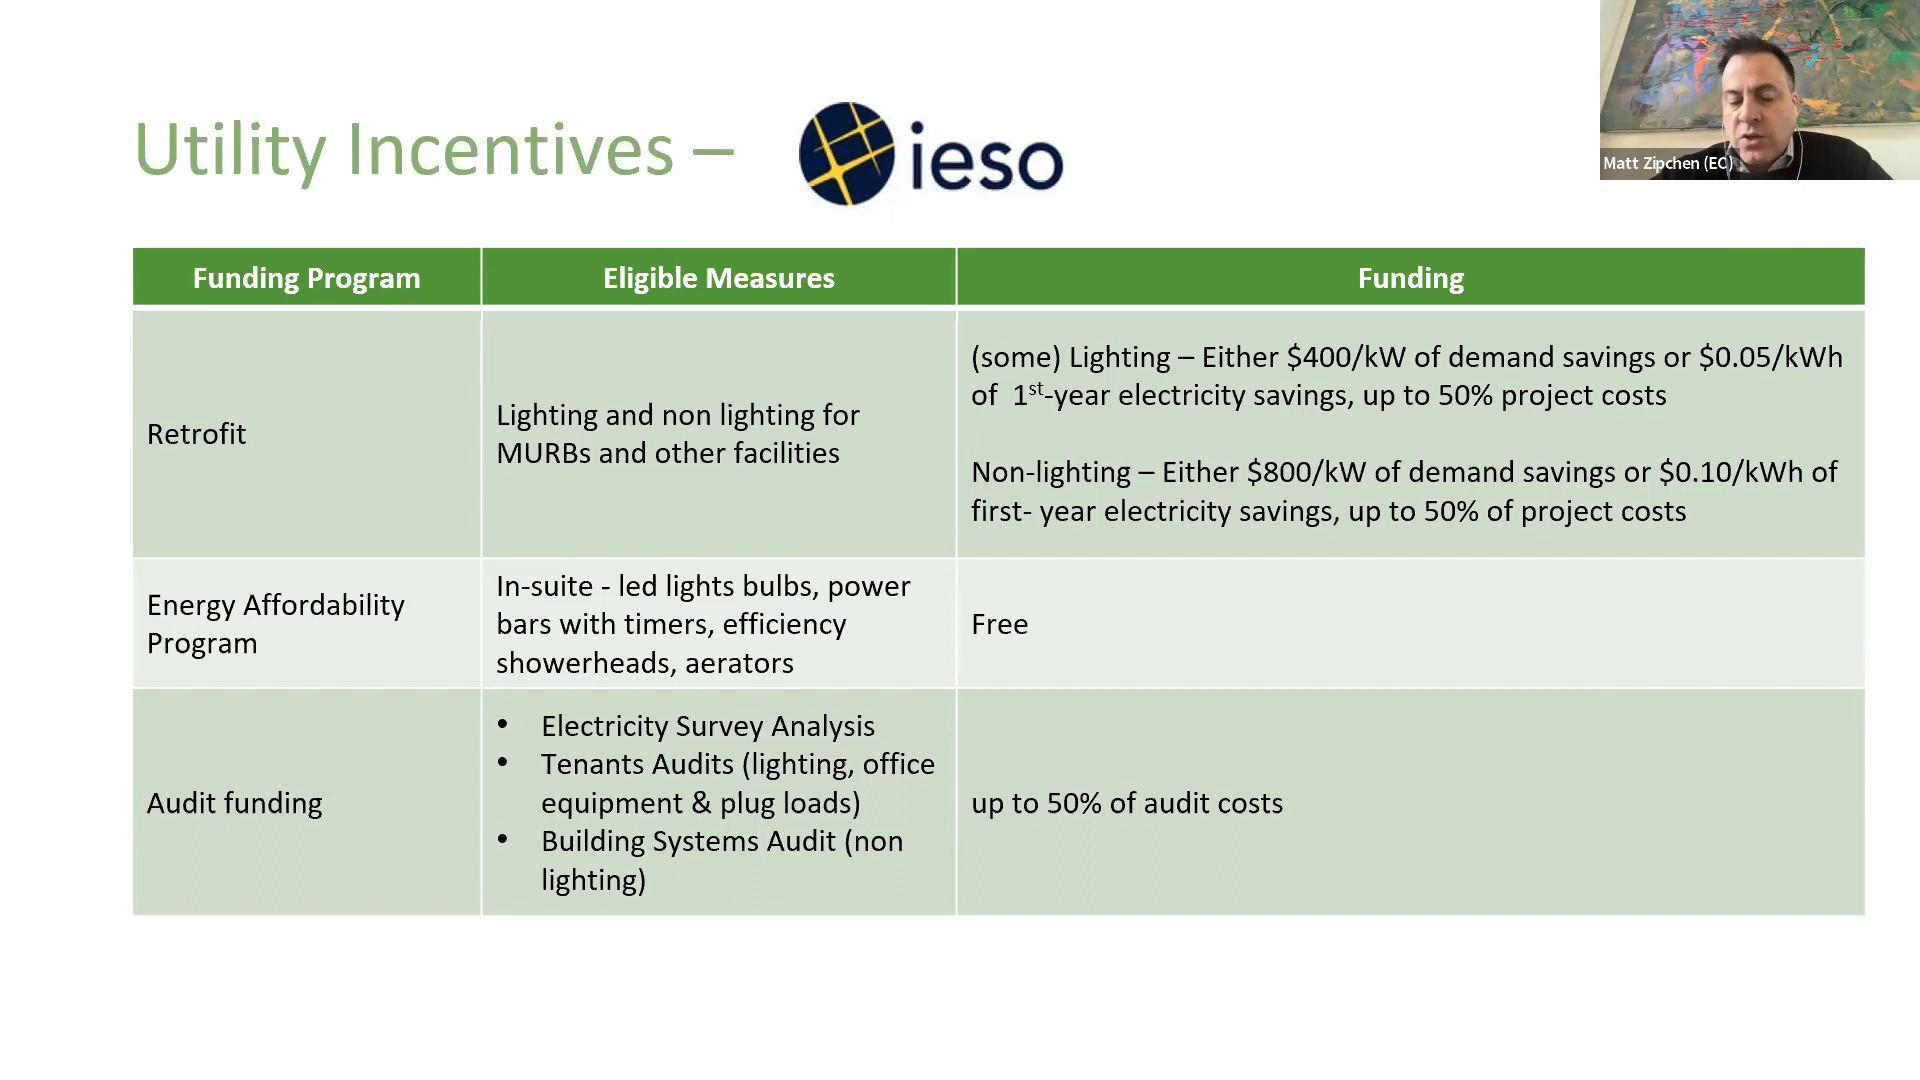 Utility Incentives –
ieso
Matt Zipchen (EC)
Funding Program
Eligible Measures
Funding
Retrofit
Lighting and non lighting for
MURBs and other facilities
(some) Lighting – Either $400/kW of demand savings or $0.05/kWh
of 1st-year electricity savings, up to 50% project costs
Non-lighting – Either $800/kW of demand savings or $0.10/kWh of
first- year electricity savings, up to 50% of project costs
Energy Affordability
Program
In-suite - led lights bulbs, power
bars with timers, efficiency
showerheads, aerators
Free
Audit funding
• Electricity Survey Analysis
• Tenants Audits (lighting, office
equipment & plug loads)
• Building Systems Audit (non
lighting)
up to 50% of audit costs